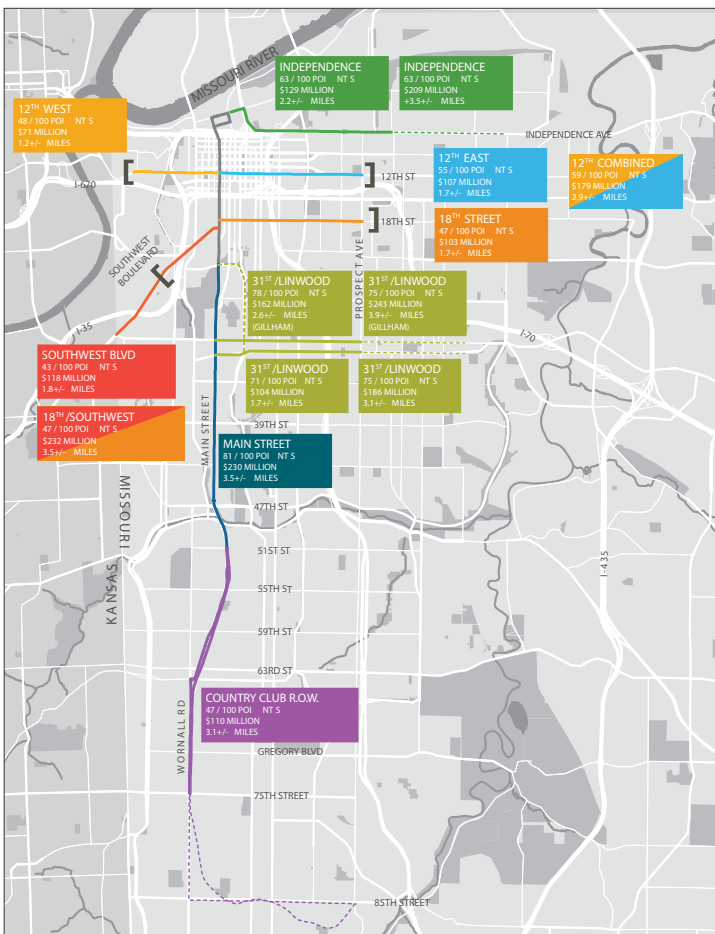 MISSOURI RIVER
INDEPENDENCE
63 / 100 POI NT S
$129 MILLION
2.2+/- MILES
INDEPENDENCE
63 / 100 POI NT S
$209 MILLION
+3.5+/- MILES
12TH WEST
48 / 100 POI NT S
$71 MILLION
1.2+/- MILES
INDEPENDENCE AVE
12TH EAST
55 / 100 POI NT S
$107 MILLION
1.7+/- MILES
12TH COMBINED
59 / 100 POI NT S
$179 MILLION
2.9+/- MILES
I-670
12TH ST
18TH ST
18TH STREET
47 / 100 POI NT S
$103 MILLION
1.7+/- MILES
SOUTHWEST
BOULEVARD
PROSPECT AVE
31ST /LINWOOD
78 / 100 POI NT S
$162 MILLION
2.6+/- MILES
(GILLHAM)
31ST /LINWOOD
75 / 100 POI NT S
$243 MILLION
3.9+/- MILES
(GILLHAM)
I-35
I-70
SOUTHWEST BLVD
43 / 100 POI NT S
$118 MILLION
1.8+/- MILES
31ST /LINWOOD
71 / 100 POI NT S
$104 MILLION
1.7+/- MILES
31ST /LINWOOD
75 / 100 POI NT S
$186 MILLION
3.1+/- MILES
18TH /SOUTHWEST
47 / 100 POI NT S
$232 MILLION
3.5+/- MILES
MAIN STREET
39TH ST
MAIN STREET
81 / 100 POI NT S
$230 MILLION
3.5+/- MILES
MISSOURI
KANSAS
47TH ST
51ST ST
I-435
55TH ST
59TH ST
63RD ST
COUNTRY CLUB R.O.W.
47 / 100 POI NT S
$110 MILLION
3.1+/- MILES
WORNALL RD
GREGORY BLVD
75TH STREET
85TH STREET